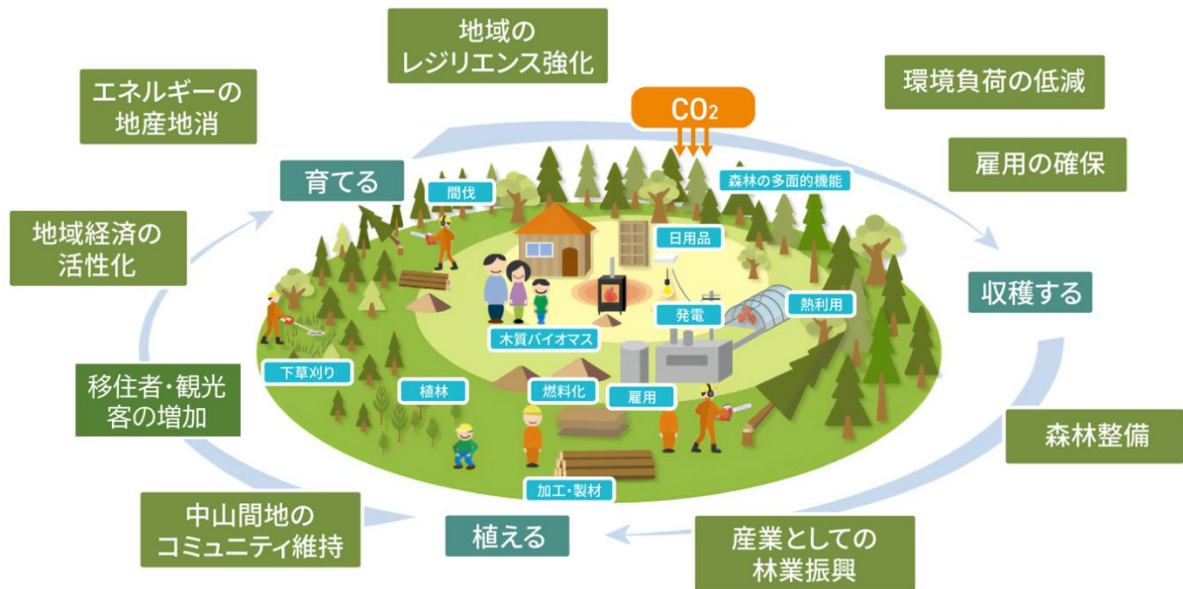 地域の
レジリエンス強化
エネルギーの
地産地消
環境負荷の低減
CO₂
雇用の確保
育てる
間伐
森林の多面的機能
地域経済の
活性化
日用品
収穫する
発電
熱利用
木質バイオマス
下草刈り
移住者・観光
客の増加
植林
燃料化
雇用
森林整備
加工・製材
中山間地の
コミュニティ維持
植える
産業としての
林業振興